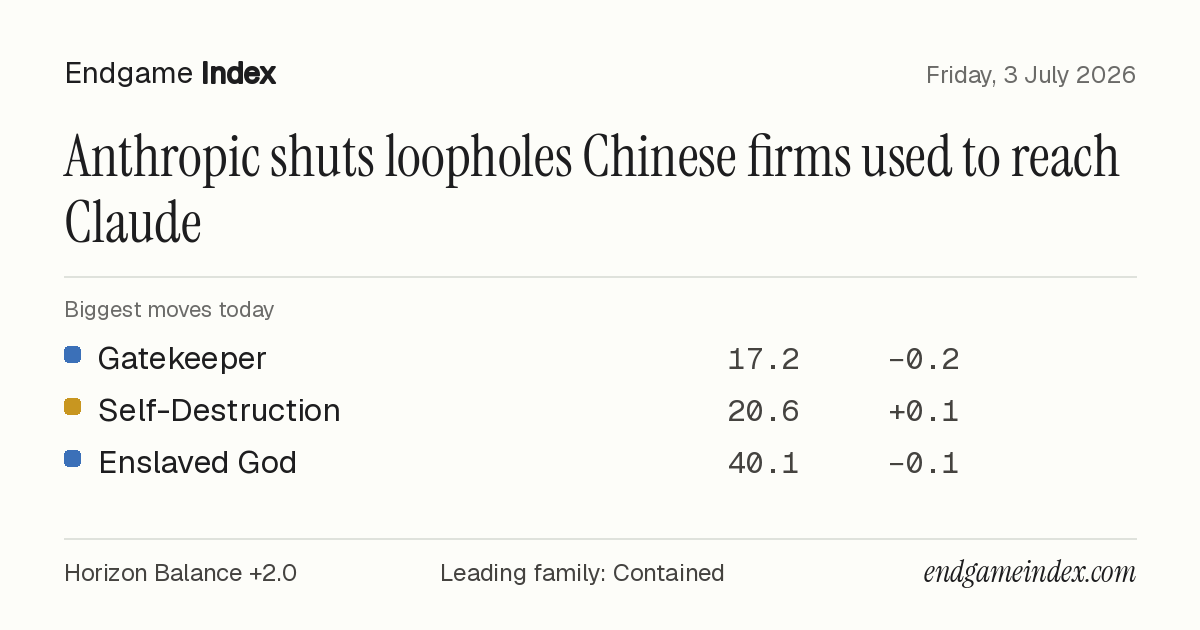 Endgame Index
Friday, 3 July 2026
Anthropic shuts loopholes Chinese firms used to reach
Claude
Biggest moves today
Gatekeeper 17.2 −0.2
Self-Destruction 20.6 +0.1
Enslaved God 40.1 −0.1
Horizon Balance +2.0
Leading family: Contained
endgameindex.com